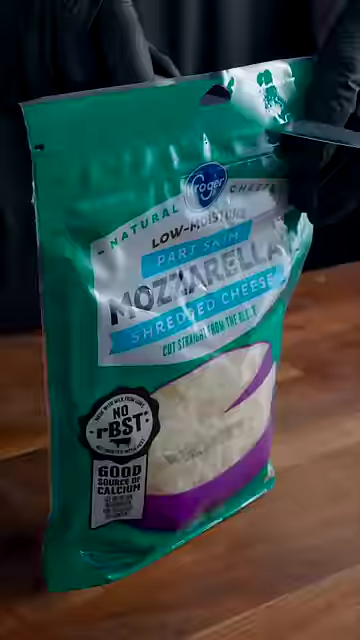 Kroger
NATURAL CHEESE
LOW-MOISTURE
PART SKIM
MOZZARELLA
SHREDDED CHEESE
CUT STRAIGHT FROM THE BLOCK
NO
rBST
GOOD
SOURCE OF
CALCIUM